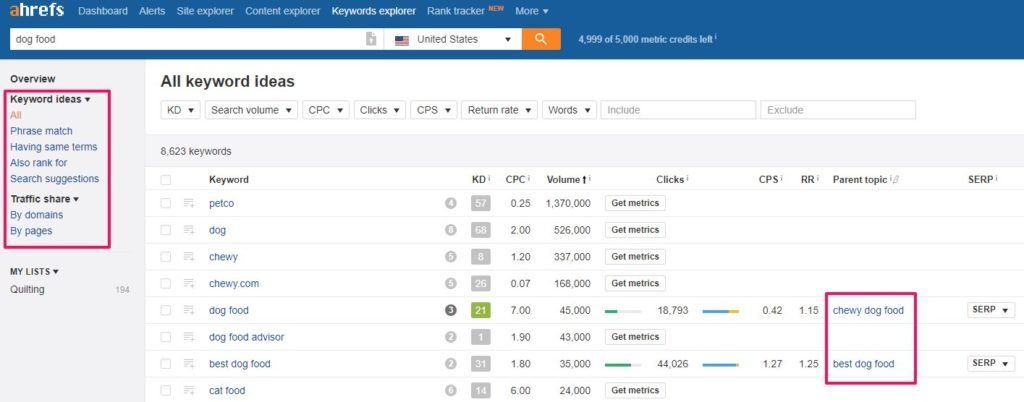 ahrefs Dashboard Alerts Site explorer Content explorer Keywords explorer Rank tracker NEW More
dog food United States 4,999 of 5,000 metric credits left i
Overview
Keyword ideas
All
Phrase match
Having same terms
Also rank for
Search suggestions
Traffic share
By domains
By pages
MY LISTS
Quilting 194
All keyword ideas
KD Search volume CPC Clicks CPS Return rate Words Include Exclude
8,623 keywords
Keyword KD i CPC i Volume i Clicks i CPS i RR i Parent topic i β SERP i
petco 4 57 0.25 1,370,000 Get metrics
dog 8 68 2.00 526,000 Get metrics
chewy 5 8 1.20 337,000 Get metrics
chewy.com 5 26 0.07 168,000 Get metrics
dog food 3 21 7.00 45,000 18,793 0.42 1.15 chewy dog food SERP
dog food advisor 2 1 1.90 43,000 Get metrics
best dog food 2 31 1.80 35,000 44,026 1.27 1.25 best dog food SERP
cat food 6 14 6.00 24,000 Get metrics